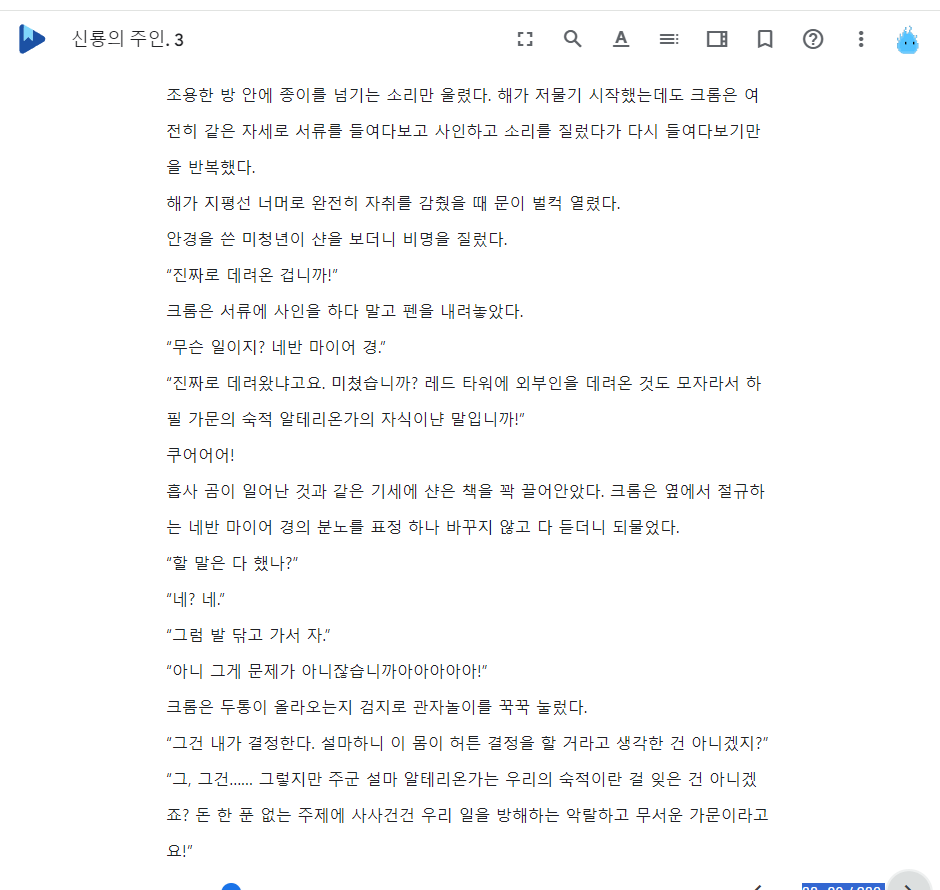 신룡의 주인. 3
조용한 방 안에 종이를 넘기는 소리만 울렸다. 해가 저물기 시작했는데도 크롬은 여
전히 같은 자세로 서류를 들여다보고 사인하고 소리를 질렀다가 다시 들여다보기만
을 반복했다.
해가 지평선 너머로 완전히 자취를 감췄을 때 문이 벌컥 열렸다.
안경을 쓴 미청년이 샨을 보더니 비명을 질렀다.
“진짜로 데려온 겁니까!”
크롬은 서류에 사인을 하다 말고 펜을 내려놓았다.
“무슨 일이지? 네반 마이어 경.”
“진짜로 데려왔냐고요. 미쳤습니까? 레드 타워에 외부인을 데려온 것도 모자라서 하
필 가문의 숙적 알테리온가의 자식이냔 말입니까!”
쿠어어어!
흡사 곰이 일어난 것과 같은 기세에 샨은 책을 꽉 끌어안았다. 크롬은 옆에서 절규하
는 네반 마이어 경의 분노를 표정 하나 바꾸지 않고 다 듣더니 되물었다.
“할 말은 다 했나?”
“네? 네.”
“그럼 발 닦고 가서 자.”
“아니 그게 문제가 아니잖습니까아아아아아!”
크롬은 두통이 올라오는지 검지로 관자놀이를 꾹꾹 눌렀다.
“그건 내가 결정한다. 설마하니 이 몸이 허튼 결정을 할 거라고 생각한 건 아니겠지?”
“그, 그건…… 그렇지만 주군 설마 알테리온가는 우리의 숙적이란 걸 잊은 건 아니겠
죠? 돈 한 푼 없는 주제에 사사건건 우리 일을 방해하는 악랄하고 무서운 가문이라고
요!”